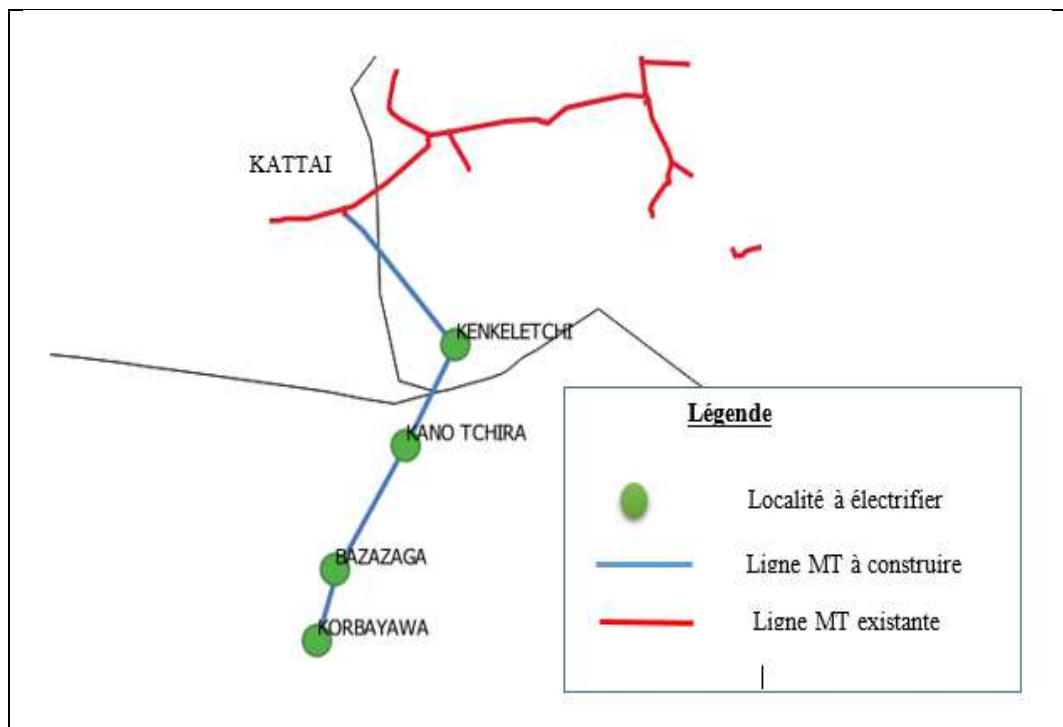 KATTAI
KENKELETCHI
KANO TCHIRA
BAZAZAGA
KORBAYAWA
Légende
Localité à électrifier
Ligne MT à construire
Ligne MT existante